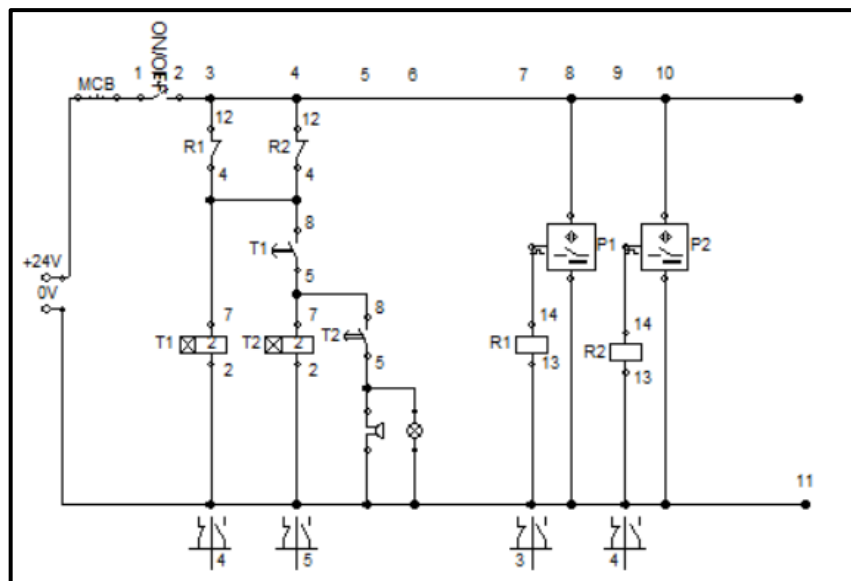 ON/OFF
MCB 1 2 3 4 5 6 7 8 9 10
12 12
R1 R2
4 4
8
T1
5
+24V
0V
P1 P2
7 7 8 14 14
T1 2 T2 2 T2 R1 R2
2 2 5 13 13
11
4 5 3 4